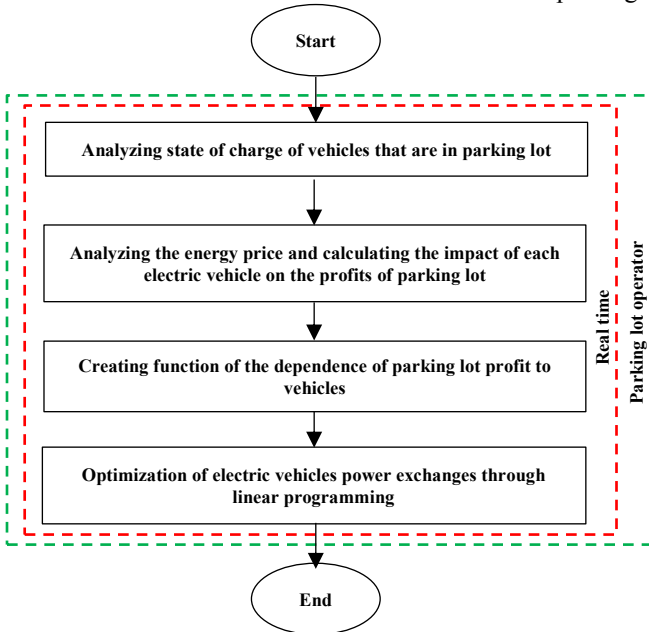 Start
Analyzing state of charge of vehicles that are in parking lot
Analyzing the energy price and calculating the impact of each
electric vehicle on the profits of parking lot
Creating function of the dependence of parking lot profit to
vehicles
Optimization of electric vehicles power exchanges through
linear programming
Real time
Parking lot operator
End